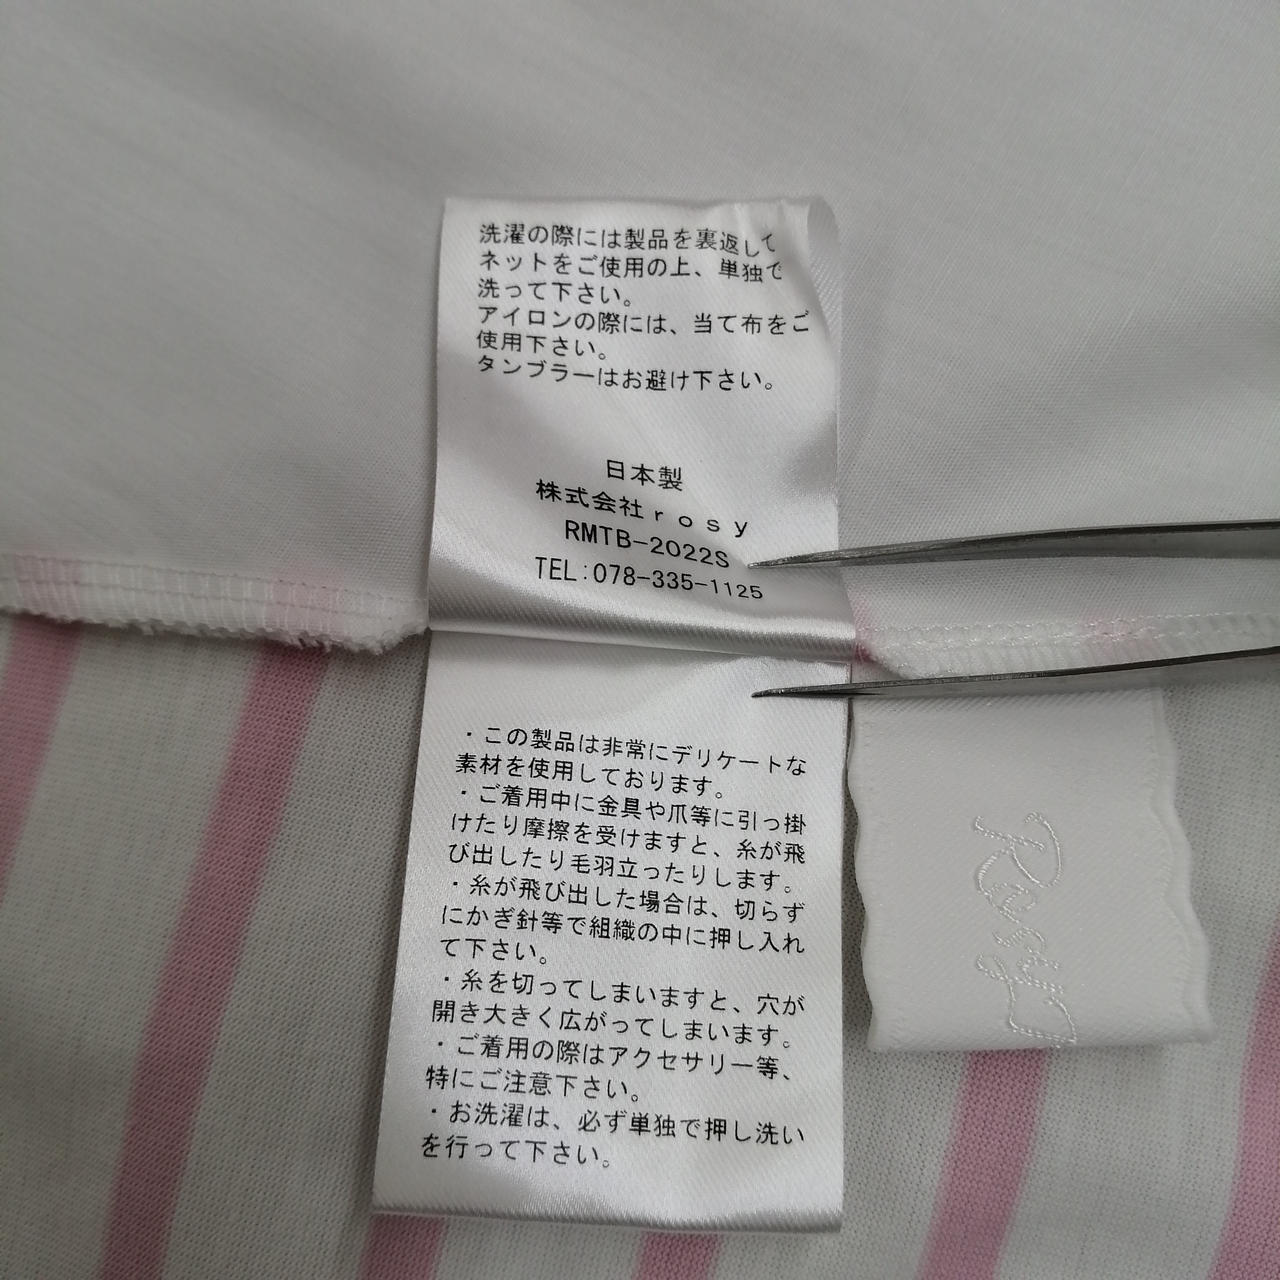 洗濯の際には製品を裏返して
ネットをご使用の上、単独で
洗って下さい。
アイロンの際には、当て布をご
使用下さい。
タンブラーはお避け下さい。
日本製
株式会社rosy
RMTB-2022S
TEL:078-335-1125
・この製品は非常にデリケートな
素材を使用しております。
・ご着用中に金具や爪等に引っ掛
けたり摩擦を受けますと、糸が飛
び出したり毛羽立ったりします。
・糸が飛び出した場合は、切らず
にかぎ針等で組織の中に押し入れ
て下さい。
・糸を切ってしまいますと、穴が
開き大きく広がってしまいます。
・ご着用の際はアクセサリー等、
特にご注意下さい。
・お洗濯は、必ず単独で押し洗い
を行って下さい。
Rosy